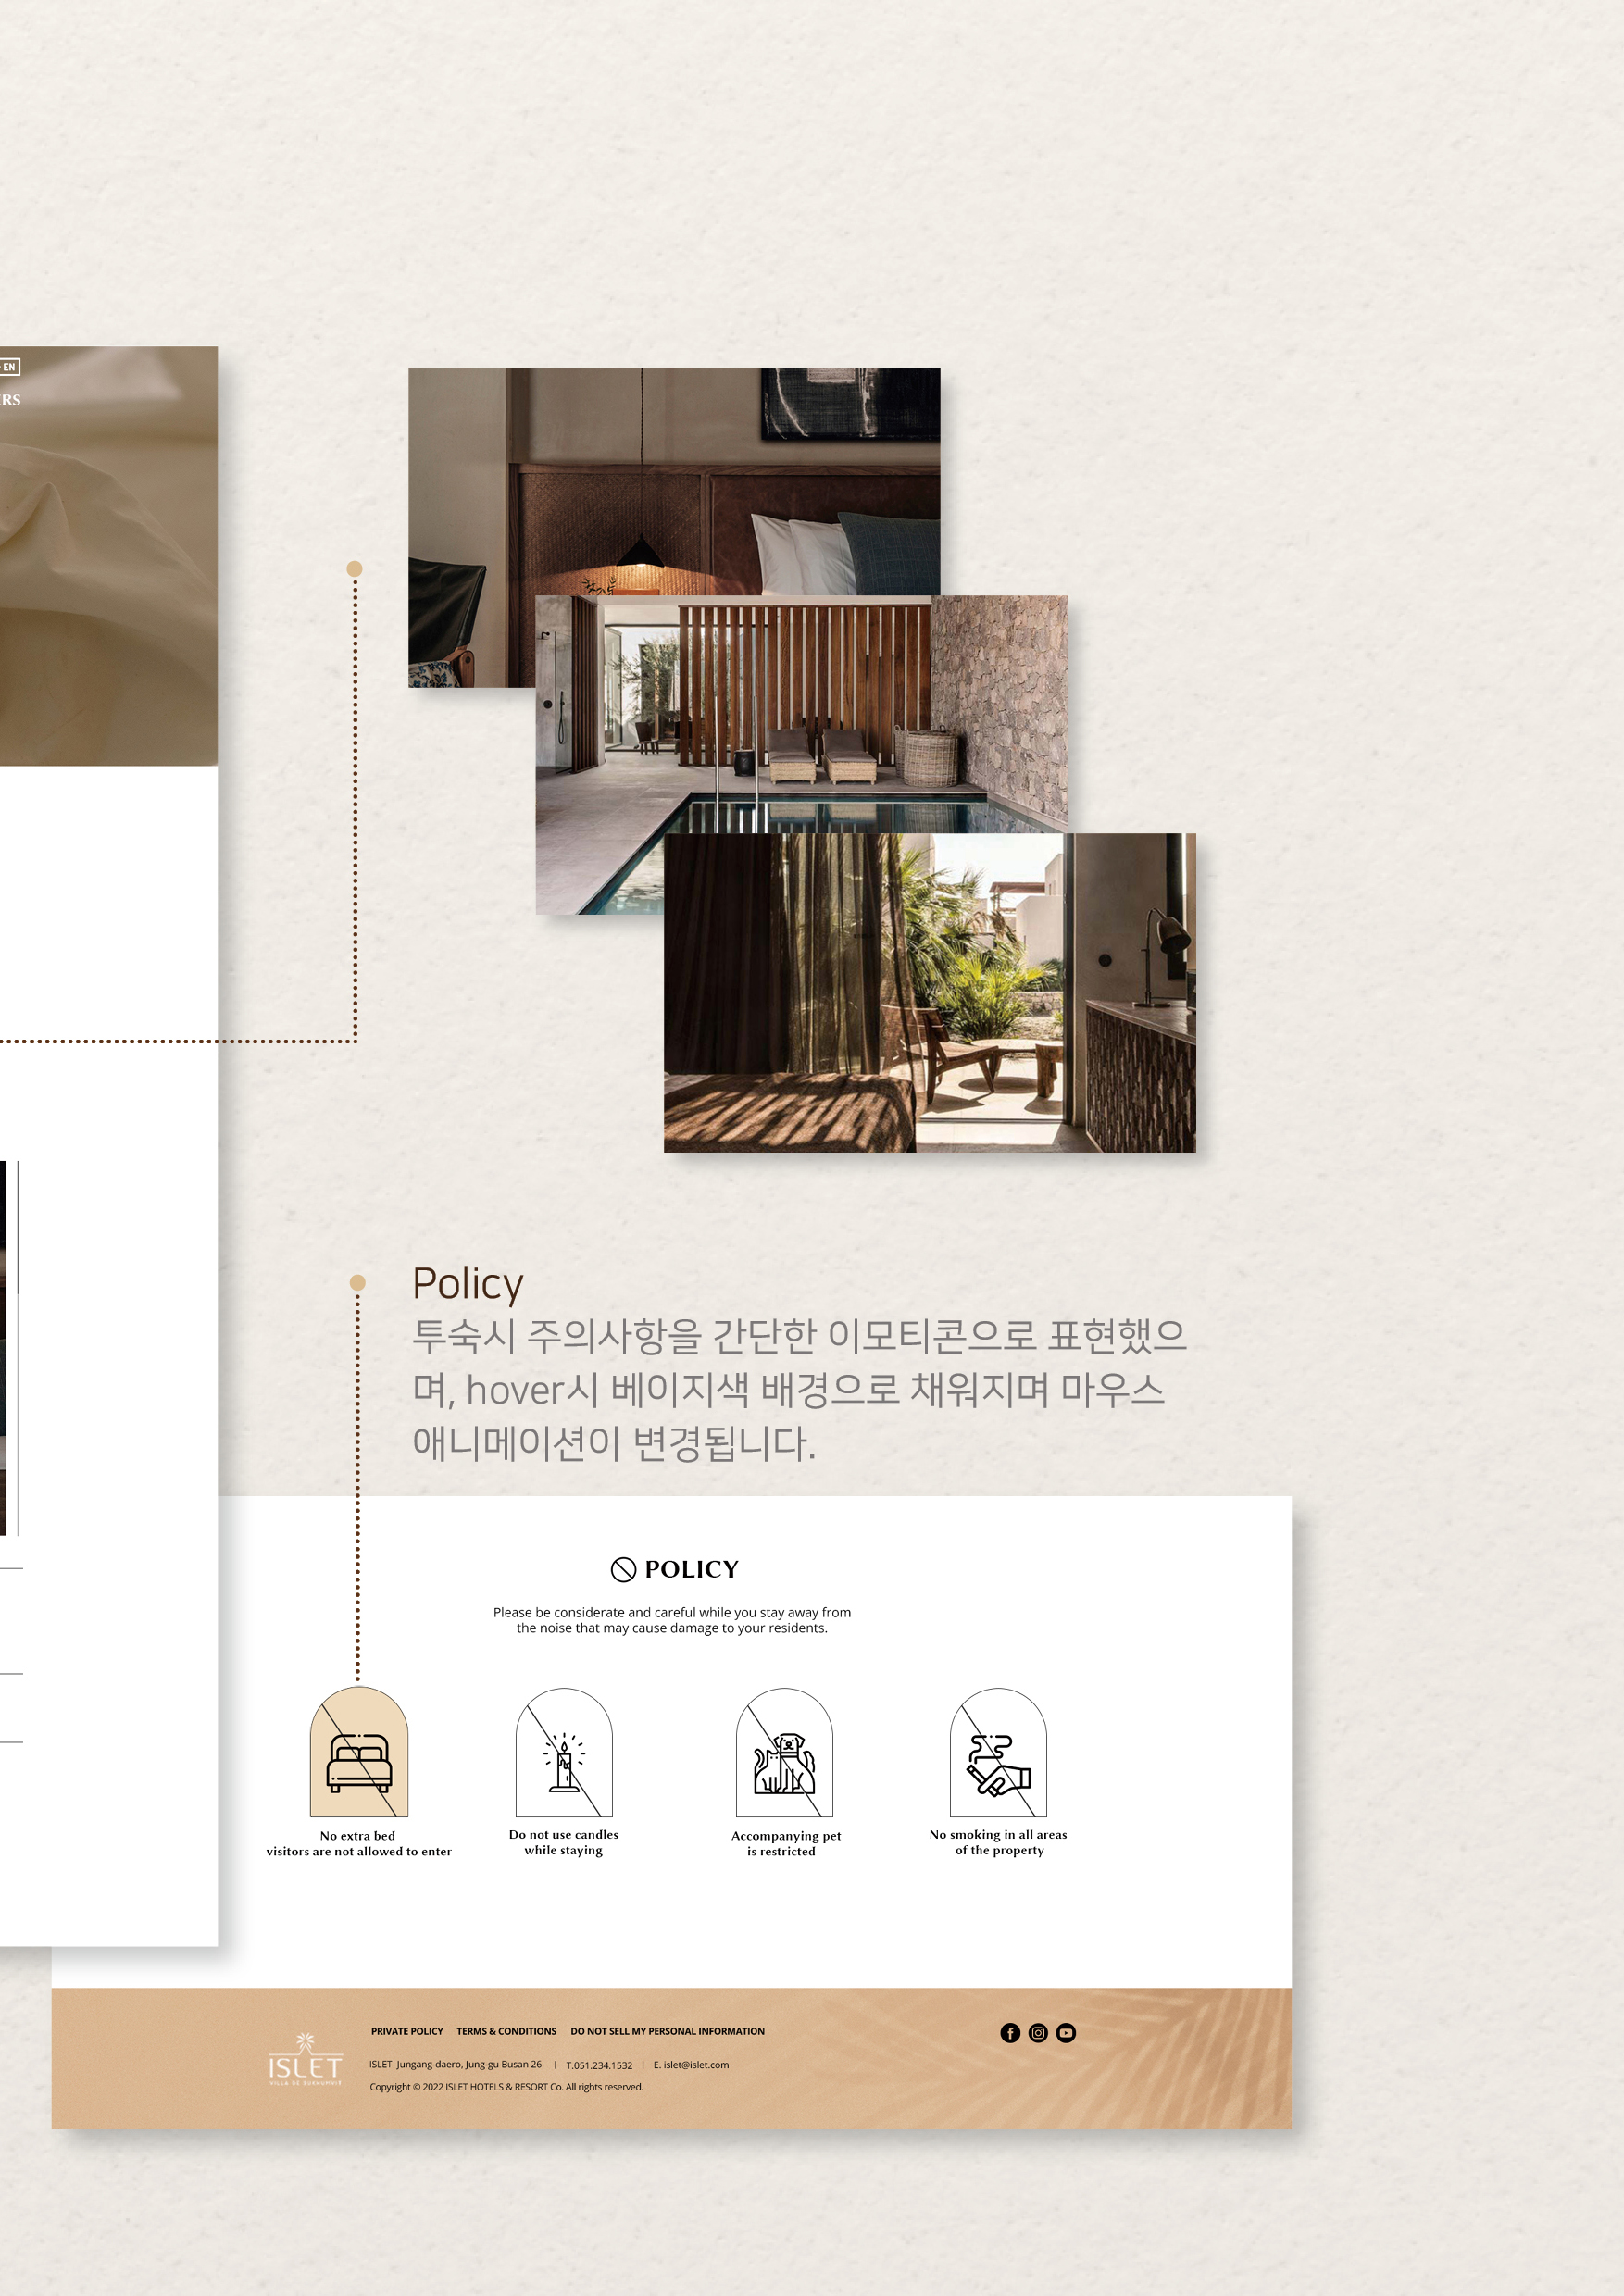 EN
RS
Policy
투숙시 주의사항을 간단한 이모티콘으로 표현했으
며, hover시 베이지색 배경으로 채워지며 마우스
애니메이션이 변경됩니다.
POLICY
Please be considerate and careful while you stay away from
the noise that may cause damage to your residents.
No extra bed
visitors are not allowed to enter
Do not use candles
while staying
Accompanying pet
is restricted
No smoking in all areas
of the property
PRIVATE POLICY TERMS & CONDITIONS DO NOT SELL MY PERSONAL INFORMATION
ISLET
ISLET Jungang-daero, Jung-gu Busan 26 | T.051.234.1532 | E. islet@islet.com
Copyright © 2022 ISLET HOTELS & RESORT Co. All rights reserved.